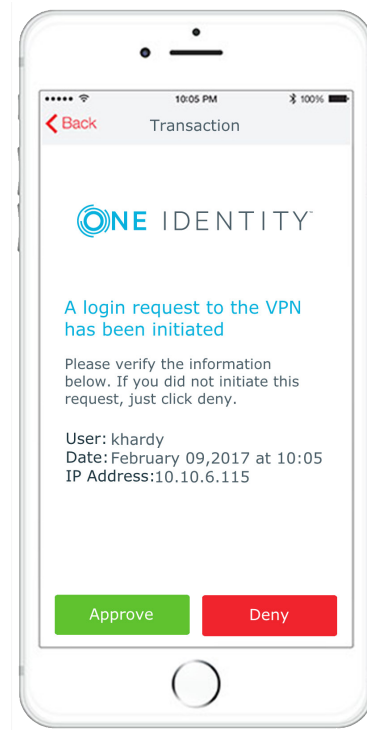 10:05 PM
100%
Back
Transaction
ONE IDENTITY
A login request to the VPN
has been initiated
Please verify the information
below. If you did not initiate this
request, just click deny.
User: khardy
Date: February 09,2017 at 10:05
IP Address:10.10.6.115
Approve
Deny